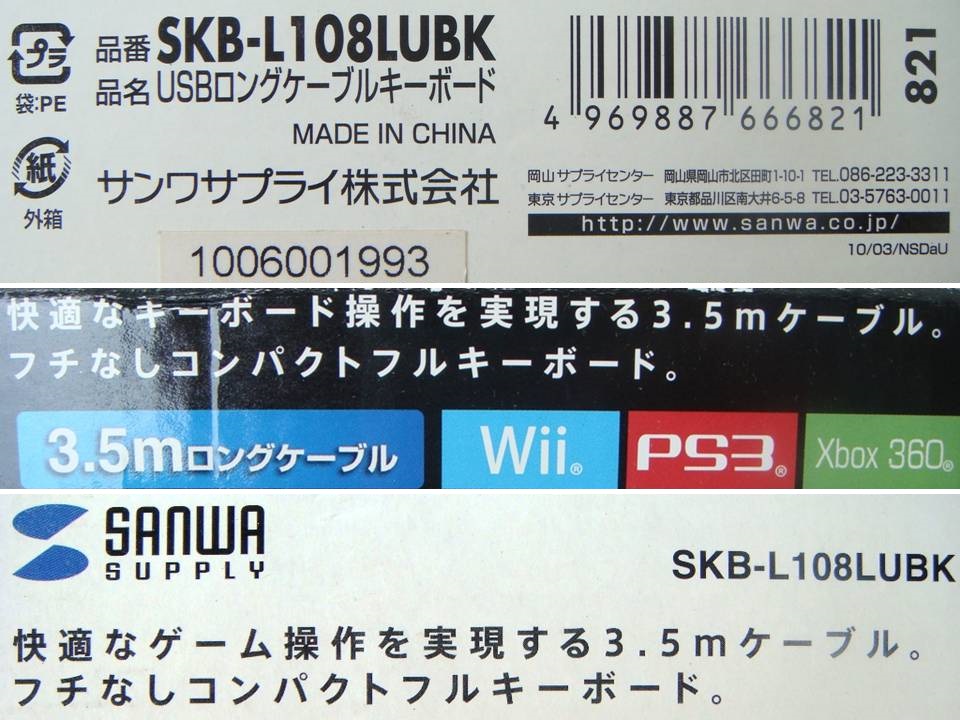 プラ
袋:PE
紙
外箱
品番 SKB-L108LUBK
品名 USBロングケーブルキーボード
MADE IN CHINA
サンワサプライ株式会社
1006001993
4 969887 666821
821
岡山サプライセンター 岡山県岡山市北区田町1-10-1 TEL.086-223-3311
東京サプライセンター 東京都品川区南大井6-5-8 TEL.03-5763-0011
http://www.sanwa.co.jp/
10/03/NSDaU
快適なキーボード操作を実現する3.5mケーブル。
フチなしコンパクトフルキーボード。
3.5mロングケーブル
Wii®
PS3®
Xbox 360®
SANWA
SUPPLY
SKB-L108LUBK
快適なゲーム操作を実現する3.5mケーブル。
フチなしコンパクトフルキーボード。